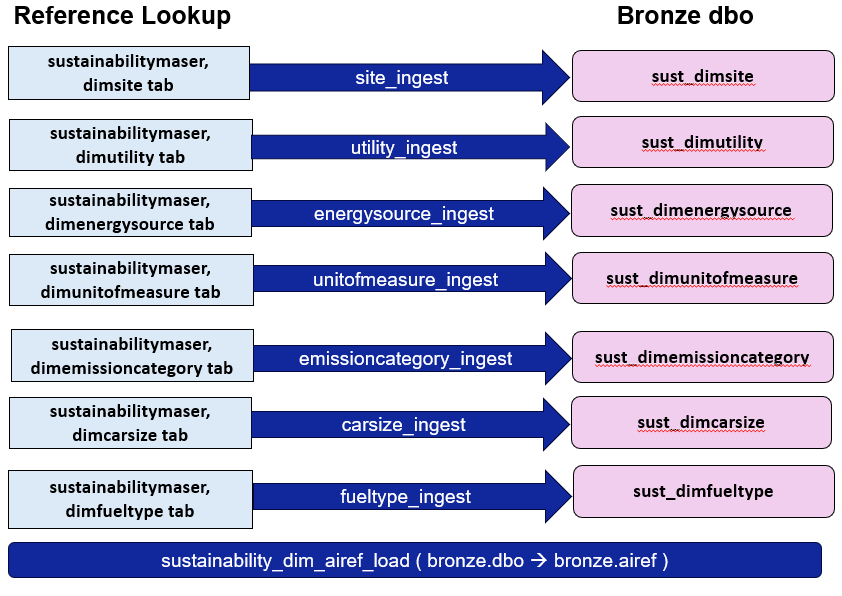 Reference Lookup
Bronze dbo
sustainabilitymaser,
dimsite tab
site_ingest
sust_dimsite
sustainabilitymaser,
dimutility tab
utility_ingest
sust_dimutility
sustainabilitymaser,
dimenergysource tab
energysource_ingest
sust_dimenergysource
sustainabilitymaser,
dimunitofmeasure tab
unitofmeasure_ingest
sust_dimunitofmeasure
sustainabilitymaser,
dimemissioncategory tab
emissioncategory_ingest
sust_dimemissioncategory
sustainabilitymaser,
dimcarsize tab
carsize_ingest
sust_dimcarsize
sustainabilitymaser,
dimfueltype tab
fueltype_ingest
sust_dimfueltype
sustainability_dim_airef_load ( bronze.dbo → bronze.airef )